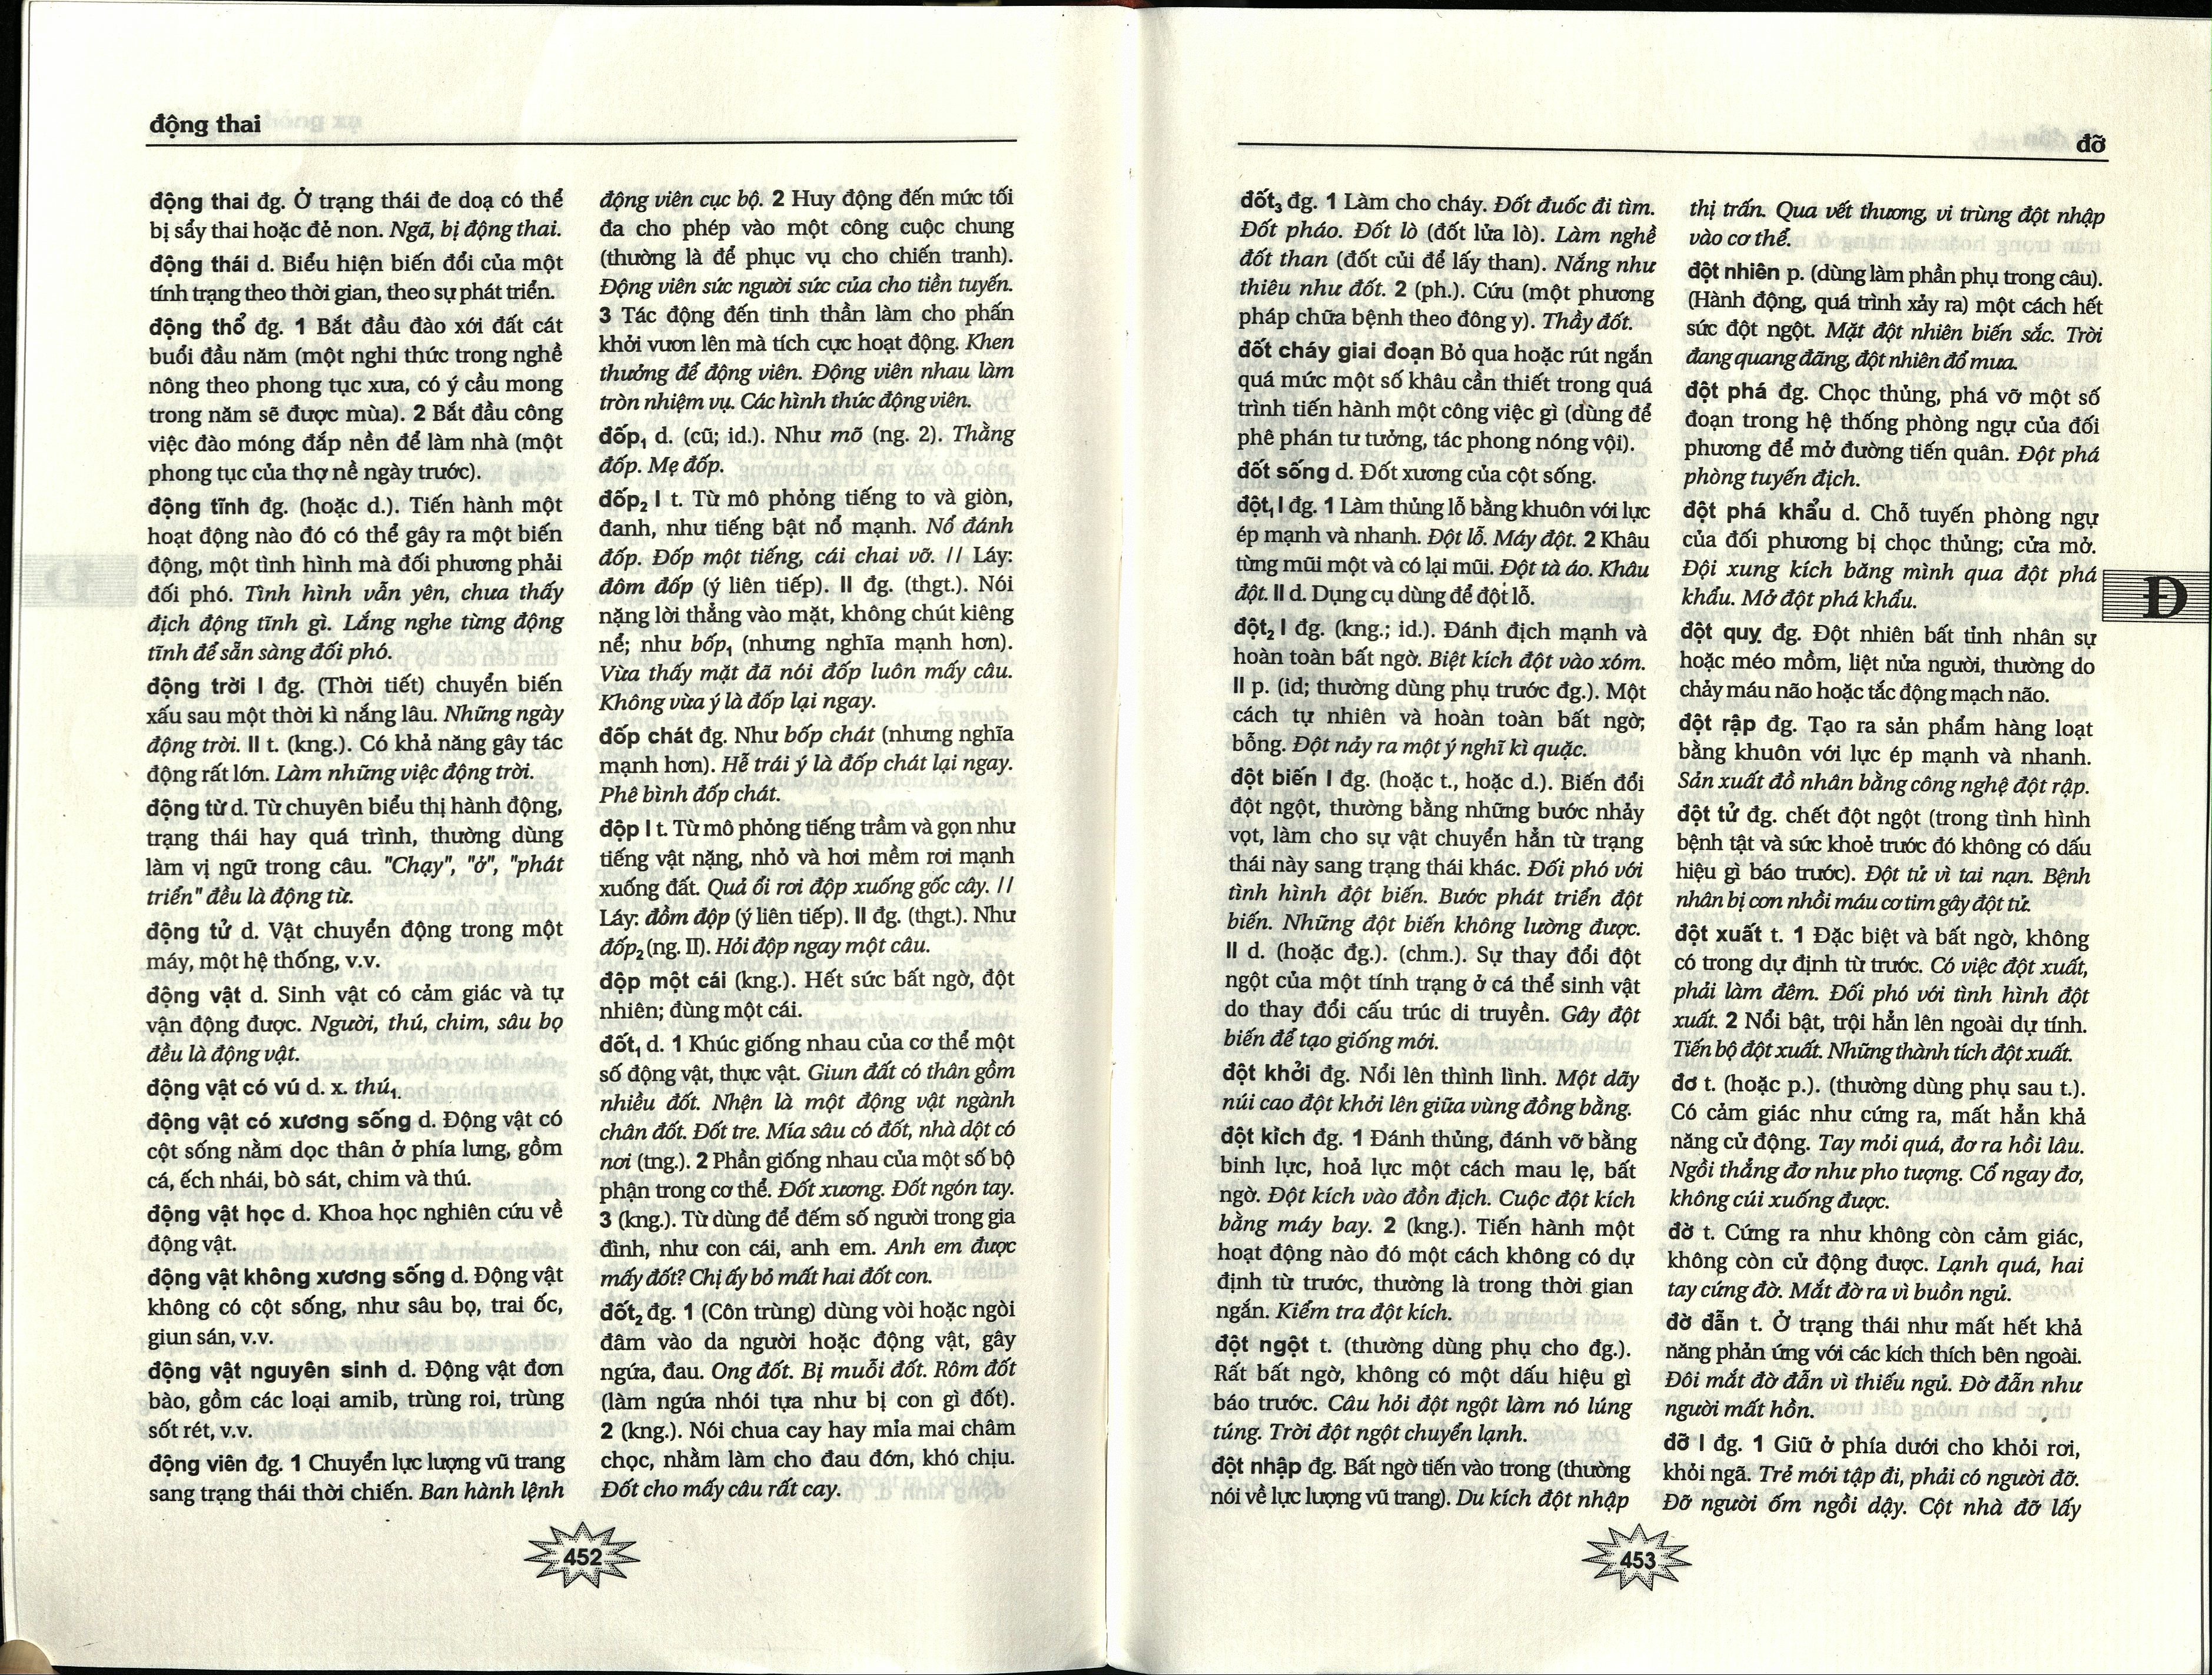 động thai
động thai đg. Ở trạng thái đe doạ có thể
bị sẩy thai hoặc đẻ non. Ngã, bị động thai.
động thái d. Biểu hiện biến đổi của một
tính trạng theo thời gian, theo sự phát triển.
động thổ đg. 1 Bắt đầu đào xới đất cát
buổi đầu năm (một nghi thức trong nghề
nông theo phong tục xưa, có ý cầu mong
trong năm sẽ được mùa). 2 Bắt đầu công
việc đào móng đắp nền để làm nhà (một
phong tục của thợ nề ngày trước).
động tĩnh đg. (hoặc d.). Tiến hành một
hoạt động nào đó có thể gây ra một biến
động, một tình hình mà đối phương phải
đối phó. Tình hình vẫn yên, chưa thấy
địch động tĩnh gì. Lắng nghe từng động
tĩnh để sẵn sàng đối phó.
động trời I đg. (Thời tiết) chuyển biến
xấu sau một thời kì nắng lâu. Những ngày
động trời. II t. (kng.). Có khả năng gây tác
động rất lớn. Làm những việc động trời.
động từ d. Từ chuyên biểu thị hành động,
trạng thái hay quá trình, thường dùng
làm vị ngữ trong câu. "Chạy", "ở", "phát
triển" đều là động từ.
động tử d. Vật chuyển động trong một
máy, một hệ thống, v.v.
động vật d. Sinh vật có cảm giác và tự
vận động được. Người, thú, chim, sâu bọ
đều là động vật.
động vật có vú d. x. thú₁.
động vật có xương sống d. Động vật có
cột sống nằm dọc thân ở phía lưng, gồm
cá, ếch nhái, bò sát, chim và thú.
động vật học d. Khoa học nghiên cứu về
động vật.
động vật không xương sống d. Động vật
không có cột sống, như sâu bọ, trai ốc,
giun sán, v.v.
động vật nguyên sinh d. Động vật đơn
bào, gồm các loại amib, trùng roi, trùng
sốt rét, v.v.
động viên đg. 1 Chuyển lực lượng vũ trang
sang trạng thái thời chiến. Ban hành lệnh
động viên cục bộ. 2 Huy động đến mức tối
đa cho phép vào một công cuộc chung
(thường là để phục vụ cho chiến tranh).
Động viên sức người sức của cho tiền tuyến.
3 Tác động đến tinh thần làm cho phấn
khởi vươn lên mà tích cực hoạt động. Khen
thưởng để động viên. Động viên nhau làm
tròn nhiệm vụ. Các hình thức động viên.
đốp₁ d. (cũ; id.). Như mõ (ng. 2). Thằng
đốp. Mẹ đốp.
đốp₂ I t. Từ mô phỏng tiếng to và giòn,
đanh, như tiếng bật nổ mạnh. Nổ đánh
đốp. Đốp một tiếng, cái chai vỡ. // Láy:
đôm đốp (ý liên tiếp). II đg. (thgt.). Nói
nặng lời thẳng vào mặt, không chút kiêng
nể; như bốp₁ (nhưng nghĩa mạnh hơn).
Vừa thấy mặt đã nói đốp luôn mấy câu.
Không vừa ý là đốp lại ngay.
đốp chát đg. Như bốp chát (nhưng nghĩa
mạnh hơn). Hễ trái ý là đốp chát lại ngay.
Phê bình đốp chát.
độp I t. Từ mô phỏng tiếng trầm và gọn như
tiếng vật nặng, nhỏ và hơi mềm rơi mạnh
xuống đất. Quả ổi rơi độp xuống gốc cây. //
Láy: đồm độp (ý liên tiếp). II đg. (thgt.). Như
đốp₂ (ng. II). Hỏi độp ngay một câu.
độp một cái (kng.). Hết sức bất ngờ, đột
nhiên; đùng một cái.
đốt₁ d. 1 Khúc giống nhau của cơ thể một
số động vật, thực vật. Giun đất có thân gồm
nhiều đốt. Nhện là một động vật ngành
chân đốt. Đốt tre. Mía sâu có đốt, nhà dột có
nơi (tng.). 2 Phần giống nhau của một số bộ
phận trong cơ thể. Đốt xương. Đốt ngón tay.
3 (kng.). Từ dùng để đếm số người trong gia
đình, như con cái, anh em. Anh em được
mấy đốt? Chị ấy bỏ mất hai đốt con.
đốt₂ đg. 1 (Côn trùng) dùng vòi hoặc ngòi
đâm vào da người hoặc động vật, gây
ngứa, đau. Ong đốt. Bị muỗi đốt. Rôm đốt
(làm ngứa nhói tựa như bị con gì đốt).
2 (kng.). Nói chua cay hay mỉa mai châm
chọc, nhằm làm cho đau đớn, khó chịu.
Đốt cho mấy câu rất cay.
452
đỡ
đốt₃ đg. 1 Làm cho cháy. Đốt đuốc đi tìm.
Đốt pháo. Đốt lò (đốt lửa lò). Làm nghề
đốt than (đốt củi để lấy than). Nắng như
thiêu như đốt. 2 (ph.). Cứu (một phương
pháp chữa bệnh theo đông y). Thầy đốt.
đốt cháy giai đoạn Bỏ qua hoặc rút ngắn
quá mức một số khâu cần thiết trong quá
trình tiến hành một công việc gì (dùng để
phê phán tư tưởng, tác phong nóng vội).
đốt sống d. Đốt xương của cột sống.
đột₁ I đg. 1 Làm thủng lỗ bằng khuôn với lực
ép mạnh và nhanh. Đột lỗ. Máy đột. 2 Khâu
từng mũi một và có lại mũi. Đột tà áo. Khâu
đột. II d. Dụng cụ dùng để đột lỗ.
đột₂ I đg. (kng.; id.). Đánh địch mạnh và
hoàn toàn bất ngờ. Biệt kích đột vào xóm.
II p. (id; thường dùng phụ trước đg.). Một
cách tự nhiên và hoàn toàn bất ngờ;
bỗng. Đột nảy ra một ý nghĩ kì quặc.
đột biến I đg. (hoặc t., hoặc d.). Biến đổi
đột ngột, thường bằng những bước nhảy
vọt, làm cho sự vật chuyển hẳn từ trạng
thái này sang trạng thái khác. Đối phó với
tình hình đột biến. Bước phát triển đột
biến. Những đột biến không lường được.
II d. (hoặc đg.). (chm.). Sự thay đổi đột
ngột của một tính trạng ở cá thể sinh vật
do thay đổi cấu trúc di truyền. Gây đột
biến để tạo giống mới.
đột khởi đg. Nổi lên thình lình. Một dãy
núi cao đột khởi lên giữa vùng đồng bằng.
đột kích đg. 1 Đánh thủng, đánh vỡ bằng
binh lực, hoả lực một cách mau lẹ, bất
ngờ. Đột kích vào đồn địch. Cuộc đột kích
bằng máy bay. 2 (kng.). Tiến hành một
hoạt động nào đó một cách không có dự
định từ trước, thường là trong thời gian
ngắn. Kiểm tra đột kích.
đột ngột t. (thường dùng phụ cho đg.).
Rất bất ngờ, không có một dấu hiệu gì
báo trước. Câu hỏi đột ngột làm nó lúng
túng. Trời đột ngột chuyển lạnh.
đột nhập đg. Bất ngờ tiến vào trong (thường
nói về lực lượng vũ trang). Du kích đột nhập
thị trấn. Qua vết thương, vi trùng đột nhập
vào cơ thể.
đột nhiên p. (dùng làm phần phụ trong câu).
(Hành động, quá trình xảy ra) một cách hết
sức đột ngột. Mặt đột nhiên biến sắc. Trời
đang quang đãng, đột nhiên đổ mưa.
đột phá đg. Chọc thủng, phá vỡ một số
đoạn trong hệ thống phòng ngự của đối
phương để mở đường tiến quân. Đột phá
phòng tuyến địch.
đột phá khẩu d. Chỗ tuyến phòng ngự
của đối phương bị chọc thủng; cửa mở.
Đội xung kích băng mình qua đột phá
khẩu. Mở đột phá khẩu.
Đ
đột quỵ đg. Đột nhiên bất tỉnh nhân sự
hoặc méo mồm, liệt nửa người, thường do
chảy máu não hoặc tắc động mạch não.
đột rập đg. Tạo ra sản phẩm hàng loạt
bằng khuôn với lực ép mạnh và nhanh.
Sản xuất đồ nhân bằng công nghệ đột rập.
đột tử đg. chết đột ngột (trong tình hình
bệnh tật và sức khoẻ trước đó không có dấu
hiệu gì báo trước). Đột tử vì tai nạn. Bệnh
nhân bị cơn nhồi máu cơ tim gây đột tử.
đột xuất t. 1 Đặc biệt và bất ngờ, không
có trong dự định từ trước. Có việc đột xuất,
phải làm đêm. Đối phó với tình hình đột
xuất. 2 Nổi bật, trội hẳn lên ngoài dự tính.
Tiến bộ đột xuất. Những thành tích đột xuất.
đơ t. (hoặc p.). (thường dùng phụ sau t.).
Có cảm giác như cứng ra, mất hẳn khả
năng cử động. Tay mỏi quá, đơ ra hồi lâu.
Ngồi thẳng đơ như pho tượng. Cổ ngay đơ,
không cúi xuống được.
đờ t. Cứng ra như không còn cảm giác,
không còn cử động được. Lạnh quá, hai
tay cứng đờ. Mắt đờ ra vì buồn ngủ.
đờ đẫn t. Ở trạng thái như mất hết khả
năng phản ứng với các kích thích bên ngoài.
Đôi mắt đờ đẫn vì thiếu ngủ. Đờ đẫn như
người mất hồn.
đỡ I đg. 1 Giữ ở phía dưới cho khỏi rơi,
khỏi ngã. Trẻ mới tập đi, phải có người đỡ.
Đỡ người ốm ngồi dậy. Cột nhà đỡ lấy
453